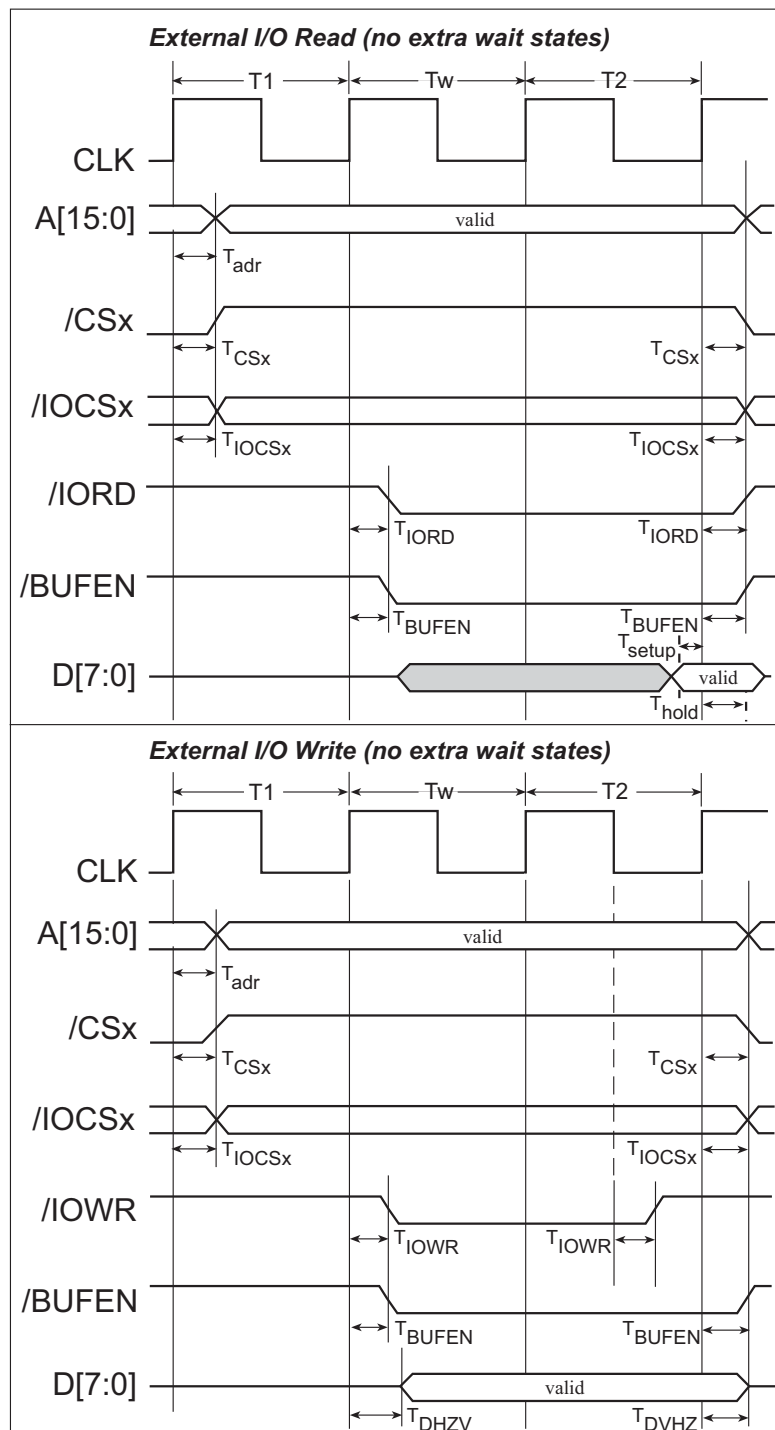 External I/O Read (no extra wait states)
T1 Tw T2
CLK
A[15:0] valid
Tadr
/CSx
TCSx TCSx
/IOCSx
TIOCSx TIOCSx
/IORD
TIORD TIORD
/BUFEN
TBUFEN TBUFEN
Tsetup
D[7:0] valid
Thold
External I/O Write (no extra wait states)
T1 Tw T2
CLK
A[15:0] valid
Tadr
/CSx
TCSx TCSx
/IOCSx
TIOCSx TIOCSx
/IOWR
TIOWR TIOWR
/BUFEN
TBUFEN TBUFEN
D[7:0] valid
TDHZV TDVHZ